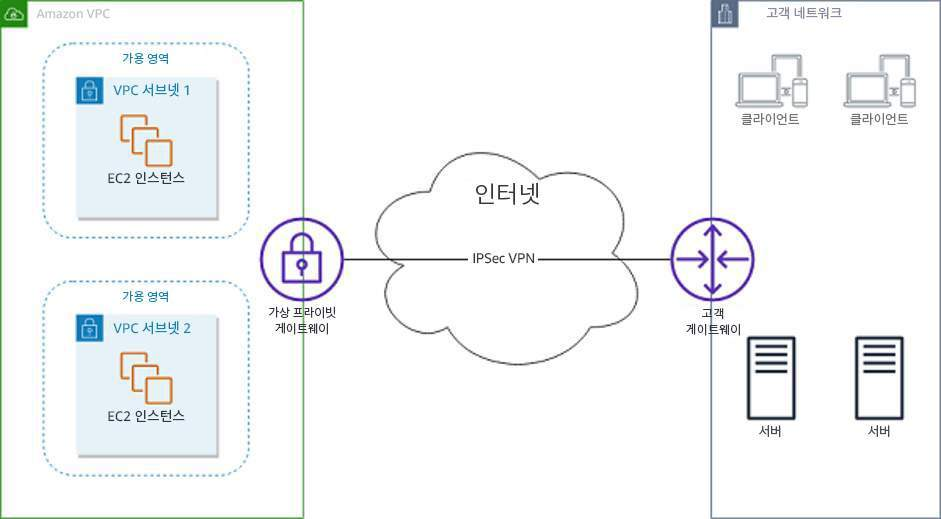 Amazon VPC
가용 영역
VPC 서브넷 1
EC2 인스턴스
가용 영역
VPC 서브넷 2
EC2 인스턴스
가상 프라이빗
게이트웨이
인터넷
IPSec VPN
고객
게이트웨이
고객 네트워크
클라이언트
클라이언트
서버
서버